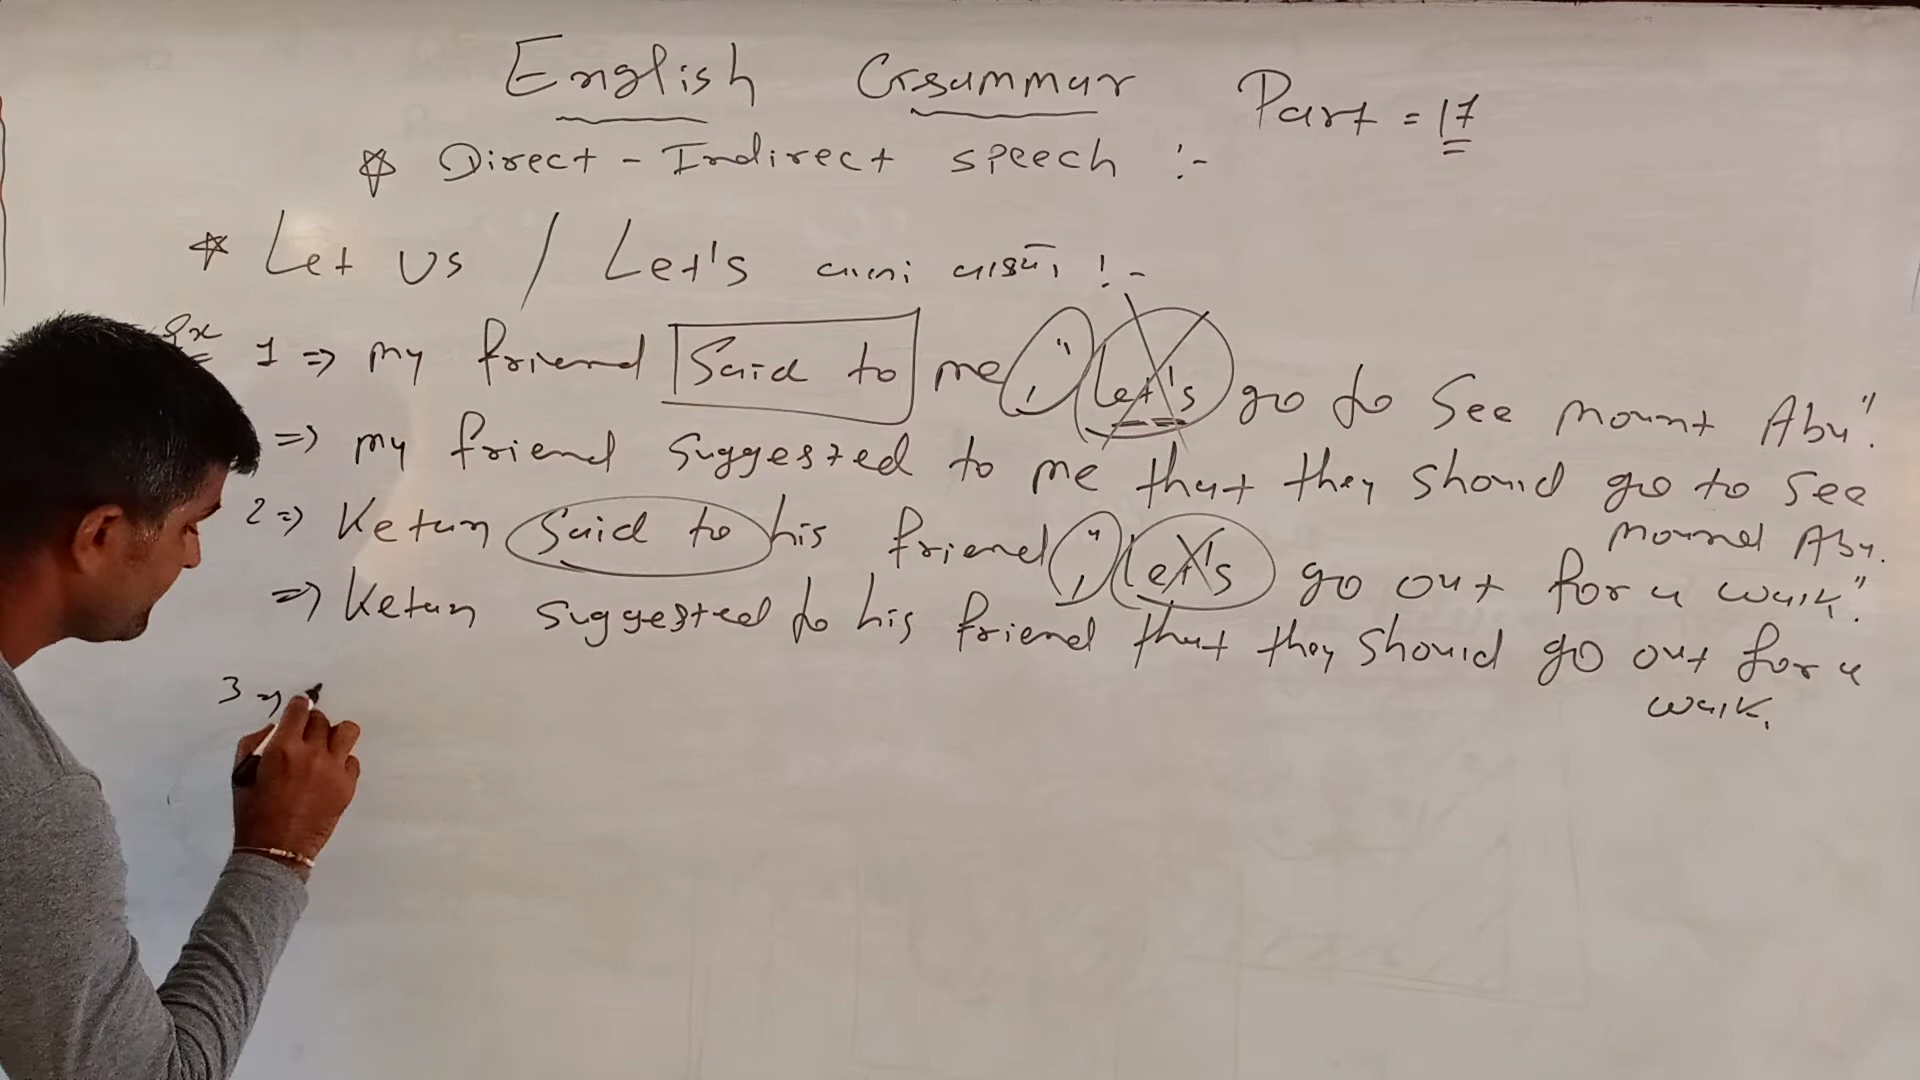 English Grammar Part = 17
☆ Direct - Indirect speech :-
* Let us / Let's વાળાં વાક્યો :-
Ex 1 => my friend Said to me, "Let's go to see mount Abu".
=> my friend suggested to me that they should go to see
mound Abu.
2 => Ketan Said to his friend, "Let's go out for a walk".
=> Ketan suggested to his friend that they should go out for a
walk.
3 =>